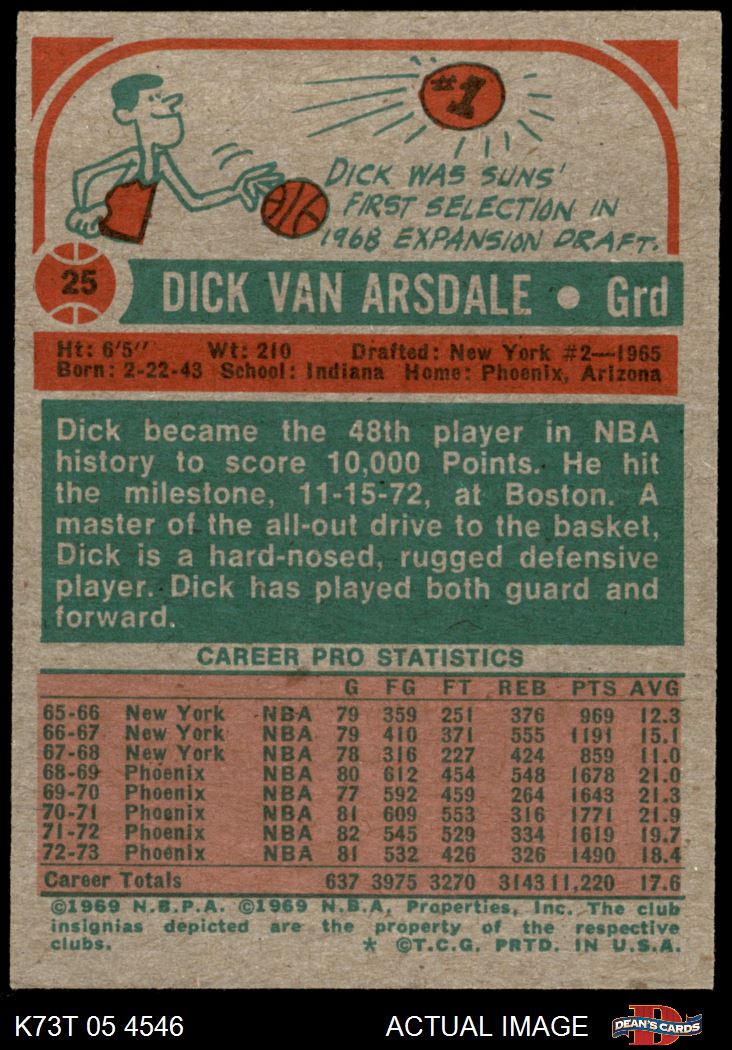 #1
DICK WAS SUNS'
FIRST SELECTION IN
1968 EXPANSION DRAFT.
25
DICK VAN ARSDALE • Grd
Ht: 6'5" Wt: 210 Drafted: New York #2—1965
Born: 2-22-43 School: Indiana Home: Phoenix, Arizona
Dick became the 48th player in NBA
history to score 10,000 Points. He hit
the milestone, 11-15-72, at Boston. A
master of the all-out drive to the basket,
Dick is a hard-nosed, rugged defensive
player. Dick has played both guard and
forward.
CAREER PRO STATISTICS
G FG FT REB PTS AVG
65-66 New York NBA 79 359 251 376 969 12.3
66-67 New York NBA 79 410 371 555 1191 15.1
67-68 New York NBA 78 316 227 424 859 11.0
68-69 Phoenix NBA 80 612 454 548 1678 21.0
69-70 Phoenix NBA 77 592 459 264 1643 21.3
70-71 Phoenix NBA 81 609 553 316 1771 21.9
71-72 Phoenix NBA 82 545 529 334 1619 19.7
72-73 Phoenix NBA 81 532 426 326 1490 18.4
Career Totals 637 3975 3270 3143 11,220 17.6
©1969 N.B.P.A. ©1969 N.B.A. Properties, Inc. The club
insignias depicted are the property of the respective
clubs. * ©T.C.G. PRTD. IN U.S.A.
K73T 05 4546 ACTUAL IMAGE
D
DEAN'S CARDS